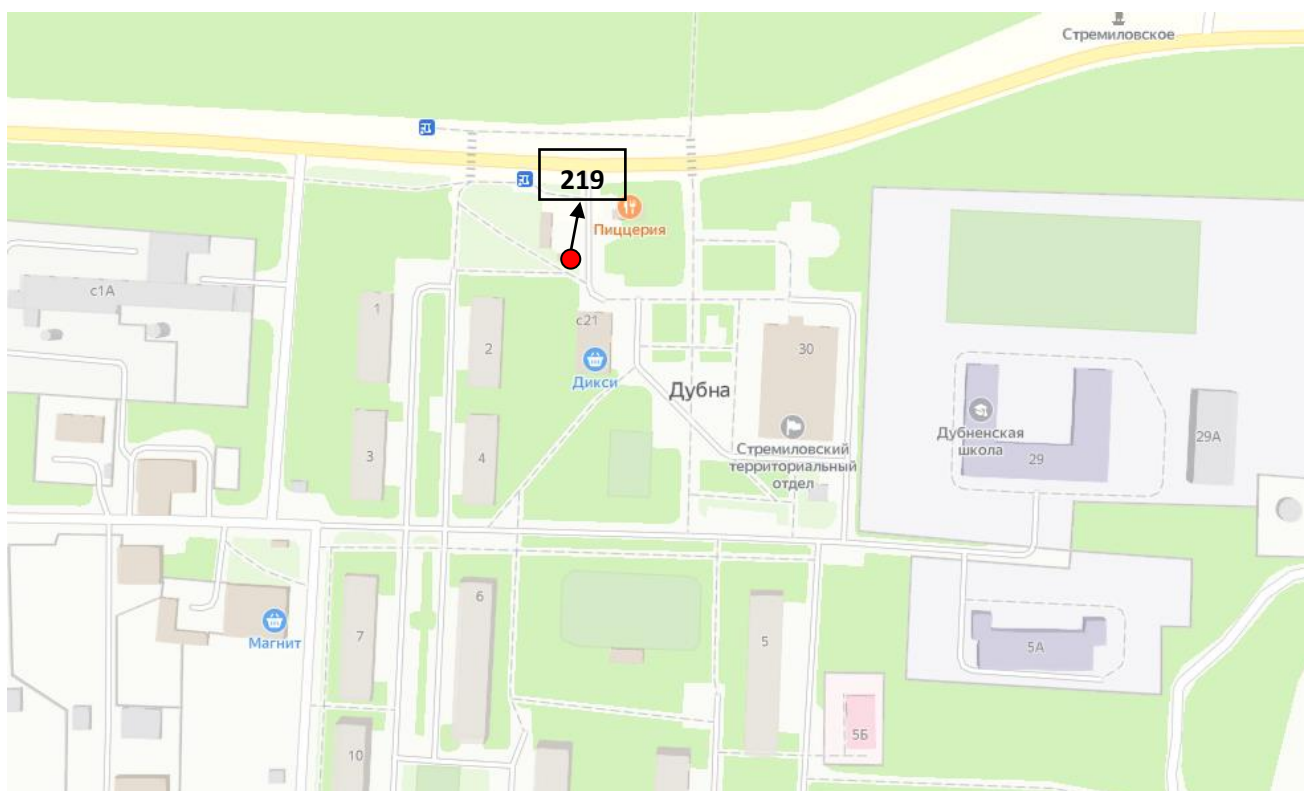 Стремиловское
219
Пиццерия
с1А
1
2
с21
30
Дикси
Дубна
Дубненская
школа
29
29А
3
4
Стремиловский
территориальный
отдел
6
7
5
5А
Магнит
5Б
10